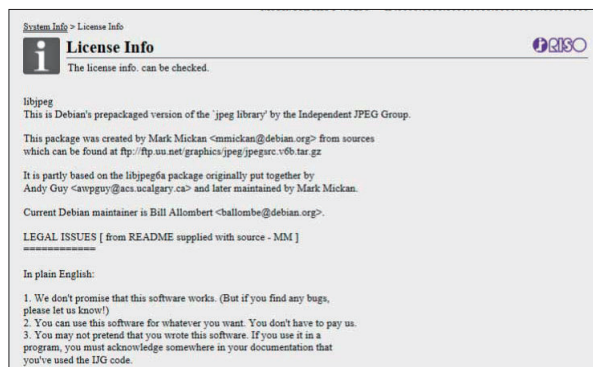 System Info > License Info
License Info
RISO
The license info. can be checked.
libjpeg
This is Debian's prepackaged version of the `jpeg library' by the Independent JPEG Group.
This package was created by Mark Mickan <mmickan@debian.org> from sources
which can be found at ftp://ftp.uu.net/graphics/jpeg/jpegsrc.v6b.tar.gz
It is partly based on the libjpeg6a package originally put together by
Andy Guy <awpguy@acs.ucalgary.ca> and later maintained by Mark Mickan.
Current Debian maintainer is Bill Allombert <ballombe@debian.org>.
LEGAL ISSUES [ from README supplied with source - MM ]
============
In plain English:
1. We don't promise that this software works. (But if you find any bugs,
please let us know!)
2. You can use this software for whatever you want. You don't have to pay us.
3. You may not pretend that you wrote this software. If you use it in a
program, you must acknowledge somewhere in your documentation that
you've used the IJG code.